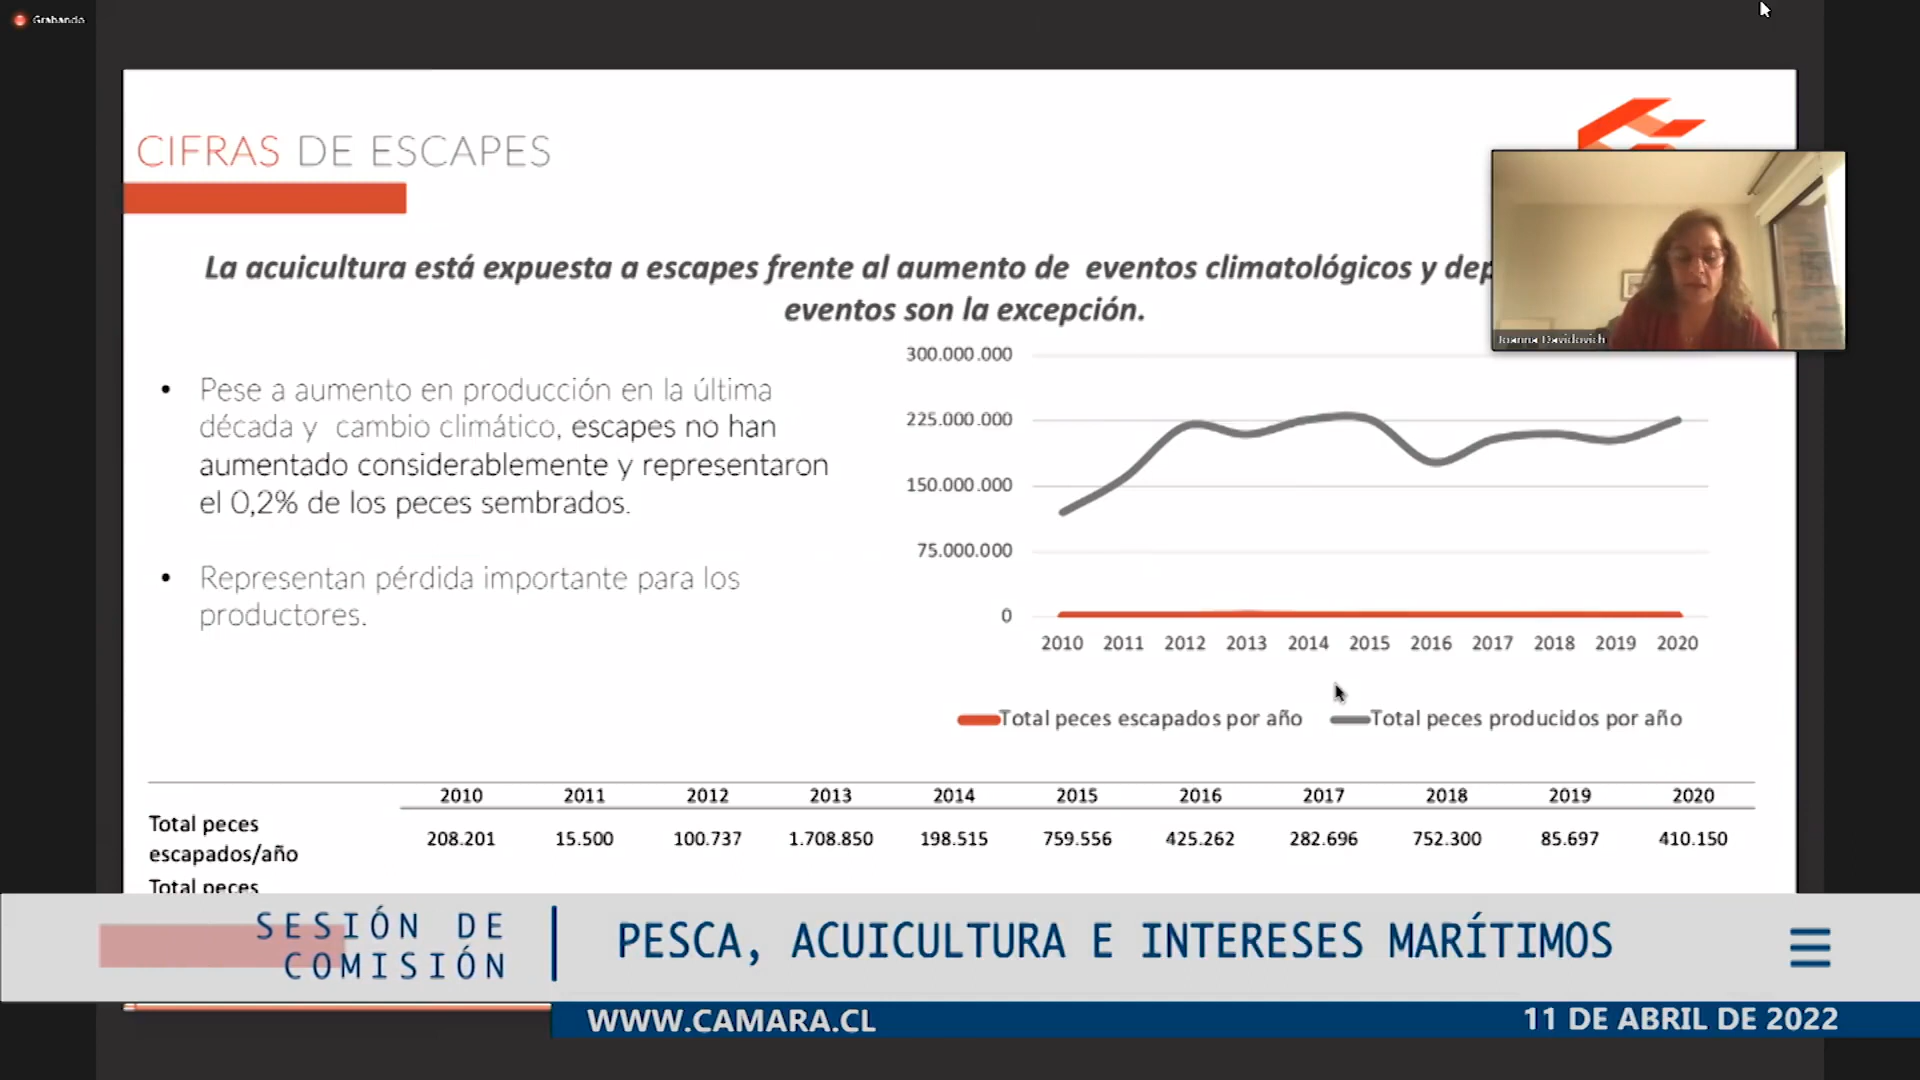 Grabando
CIFRAS DE ESCAPES
La acuicultura está expuesta a escapes frente al aumento de eventos climatológicos y
eventos son la excepción.
Joanna Davidovich
• Pese a aumento en producción en la última
década y cambio climático, escapes no han
aumentado considerablemente y representaron
el 0,2% de los peces sembrados.
• Representan pérdida importante para los
productores.
300.000.000
225.000.000
150.000.000
75.000.000
0
2010 2011 2012 2013 2014 2015 2016 2017 2018 2019 2020
Total peces escapados por año Total peces producidos por año
2010 2011 2012 2013 2014 2015 2016 2017 2018 2019 2020
Total peces
escapados/año
208.201 15.500 100.737 1.708.850 198.515 759.556 425.262 282.696 752.300 85.697 410.150
Total peces
SESIÓN DE
COMISIÓN
PESCA, ACUICULTURA E INTERESES MARÍTIMOS
WWW.CAMARA.CL
11 DE ABRIL DE 2022